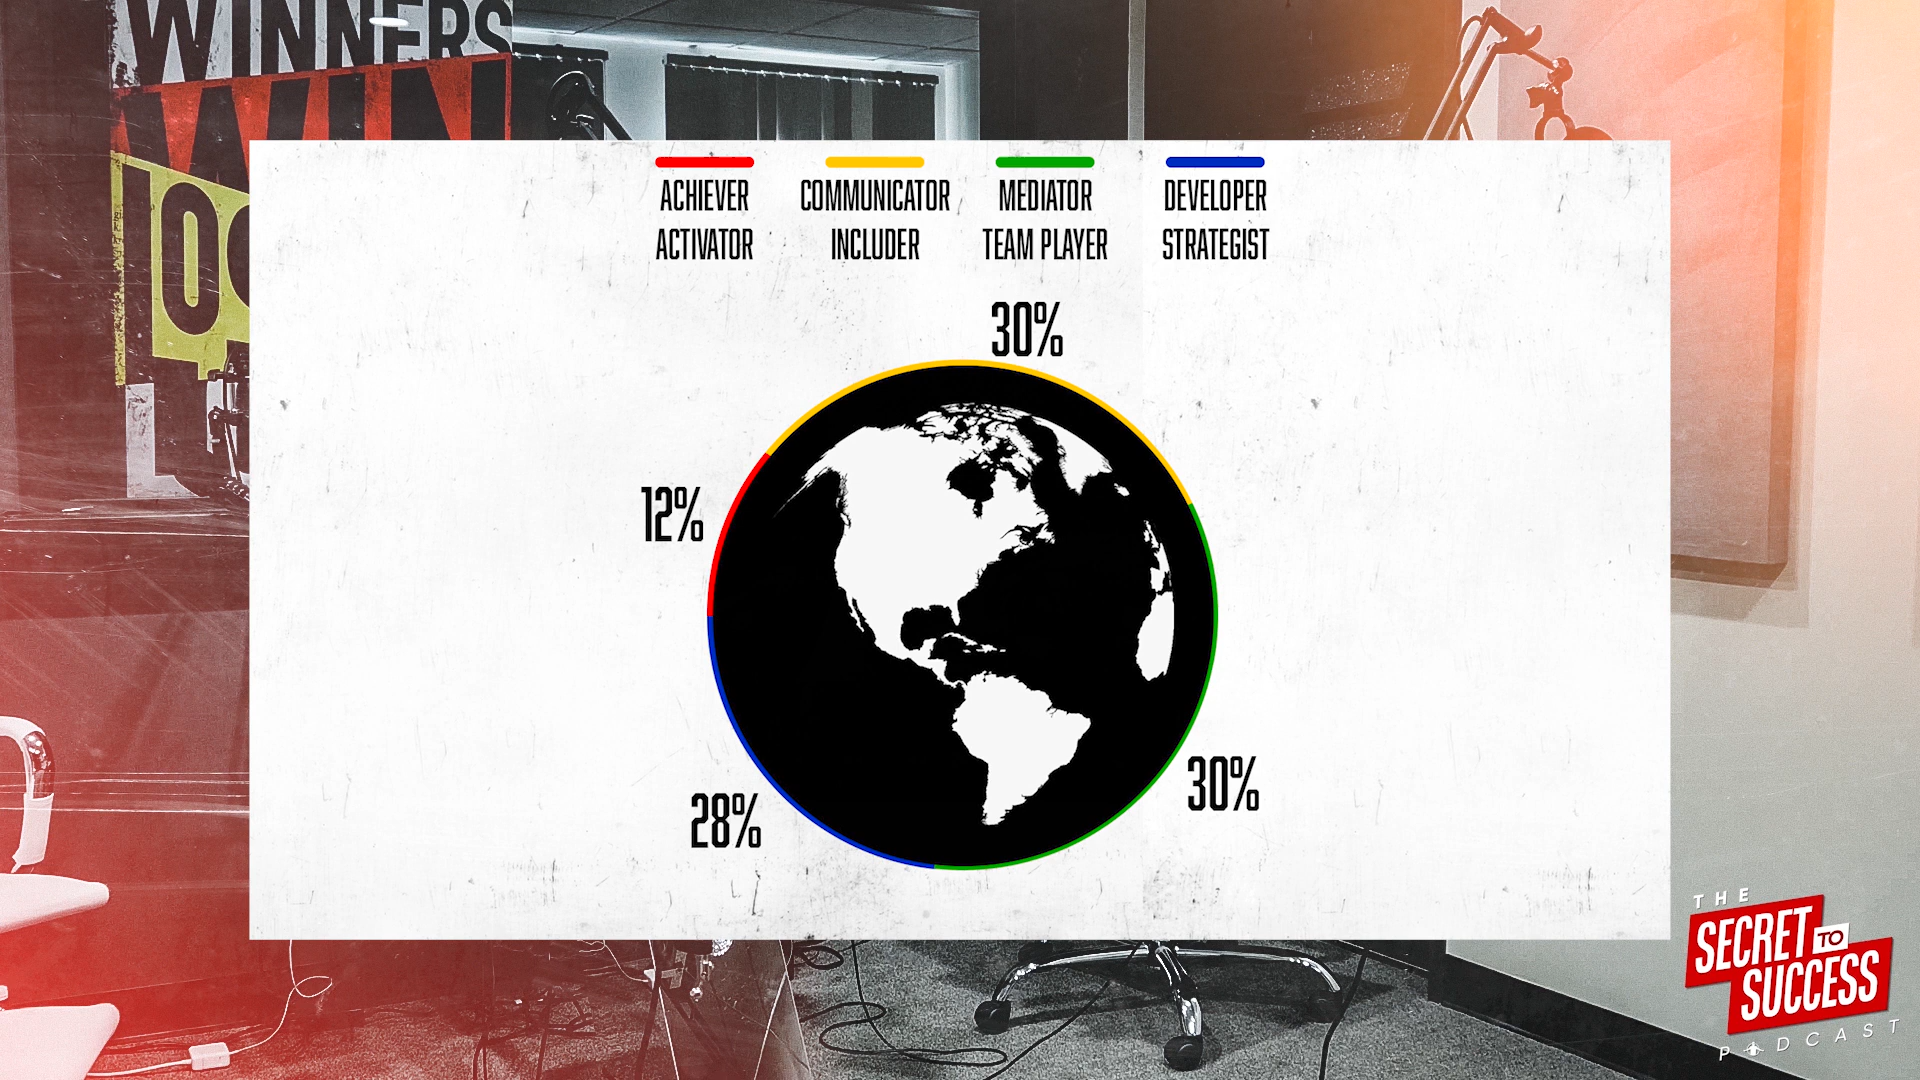 WINNERS
WIN
ACHIEVER
ACTIVATOR
COMMUNICATOR
INCLUDER
MEDIATOR
TEAM PLAYER
DEVELOPER
STRATEGIST
30%
12%
30%
28%
THE
SECRET TO
SUCCESS
PODCAST